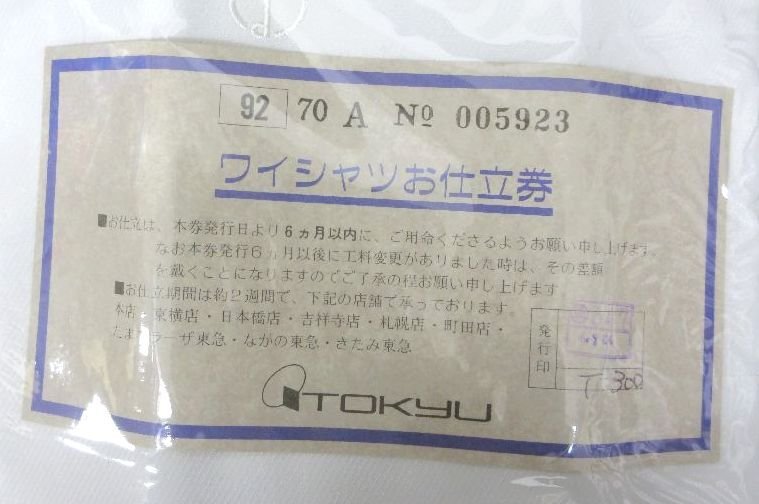 92 70 A № 005923
ワイシャツお仕立券
■お仕立は、本券発行日より6ヵ月以内に、ご用命くださるようお願い申し上げます。
なお本券発行6ヵ月以後に工料変更がありました時は、その差額
を戴くことになりますのでご了承の程お願い申し上げます
■お仕立期間は約2週間で、下記の店舗で承っております
本店・東横店・日本橋店・吉祥寺店・札幌店・町田店・
たま ラーザ東急・ながの東急・きたみ東急
発行印
T 300
TOKYU